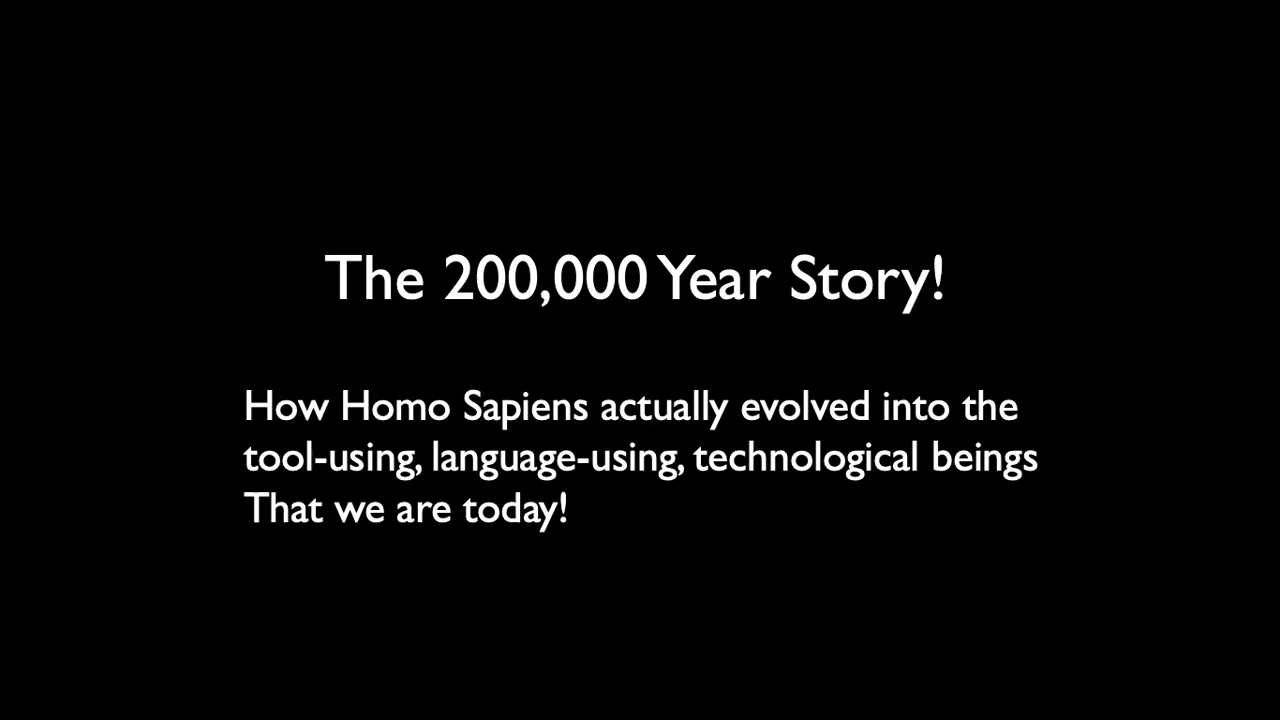 The 200,000 Year Story!
How Homo Sapiens actually evolved into the
tool-using, language-using, technological beings
That we are today!